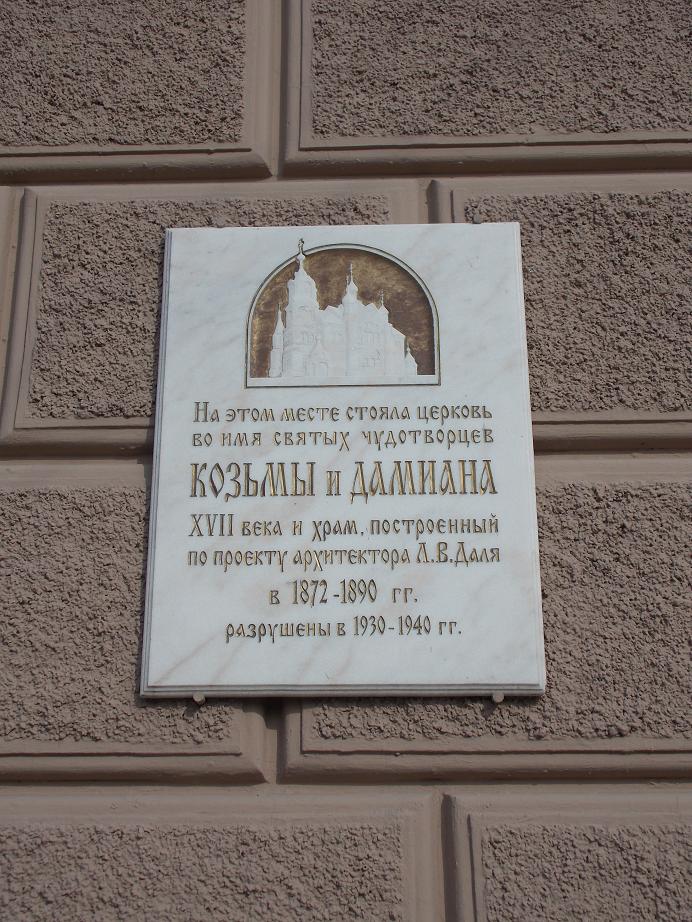 На этом месте стояла церковь
во имя святых чудотворцев
Козьмы и Дамиана
XVII века и храм, построенный
по проекту архитектора Л.В.Даля
в 1872-1890 гг.
разрушены в 1930-1940 гг.